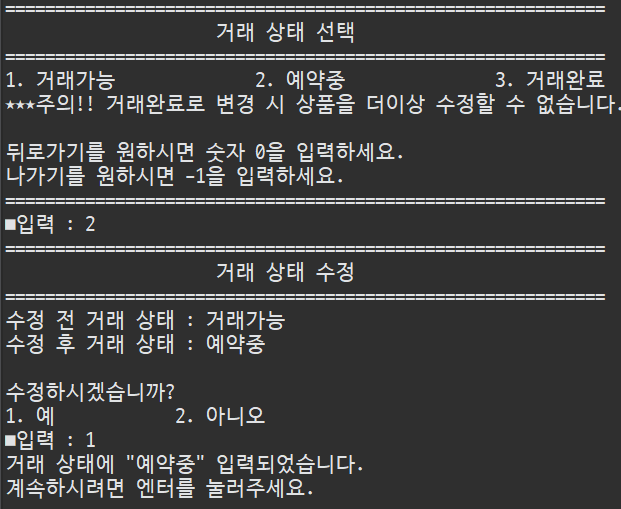 ============================================================
거래 상태 선택
============================================================
1. 거래가능 2. 예약중 3. 거래완료
★★★주의!! 거래완료로 변경 시 상품을 더이상 수정할 수 없습니다.
뒤로가기를 원하시면 숫자 0을 입력하세요.
나가기를 원하시면 -1을 입력하세요.
============================================================
■입력 : 2
============================================================
거래 상태 수정
============================================================
수정 전 거래 상태 : 거래가능
수정 후 거래 상태 : 예약중
수정하시겠습니까?
1. 예 2. 아니오
■입력 : 1
거래 상태에 "예약중" 입력되었습니다.
계속하시려면 엔터를 눌러주세요.